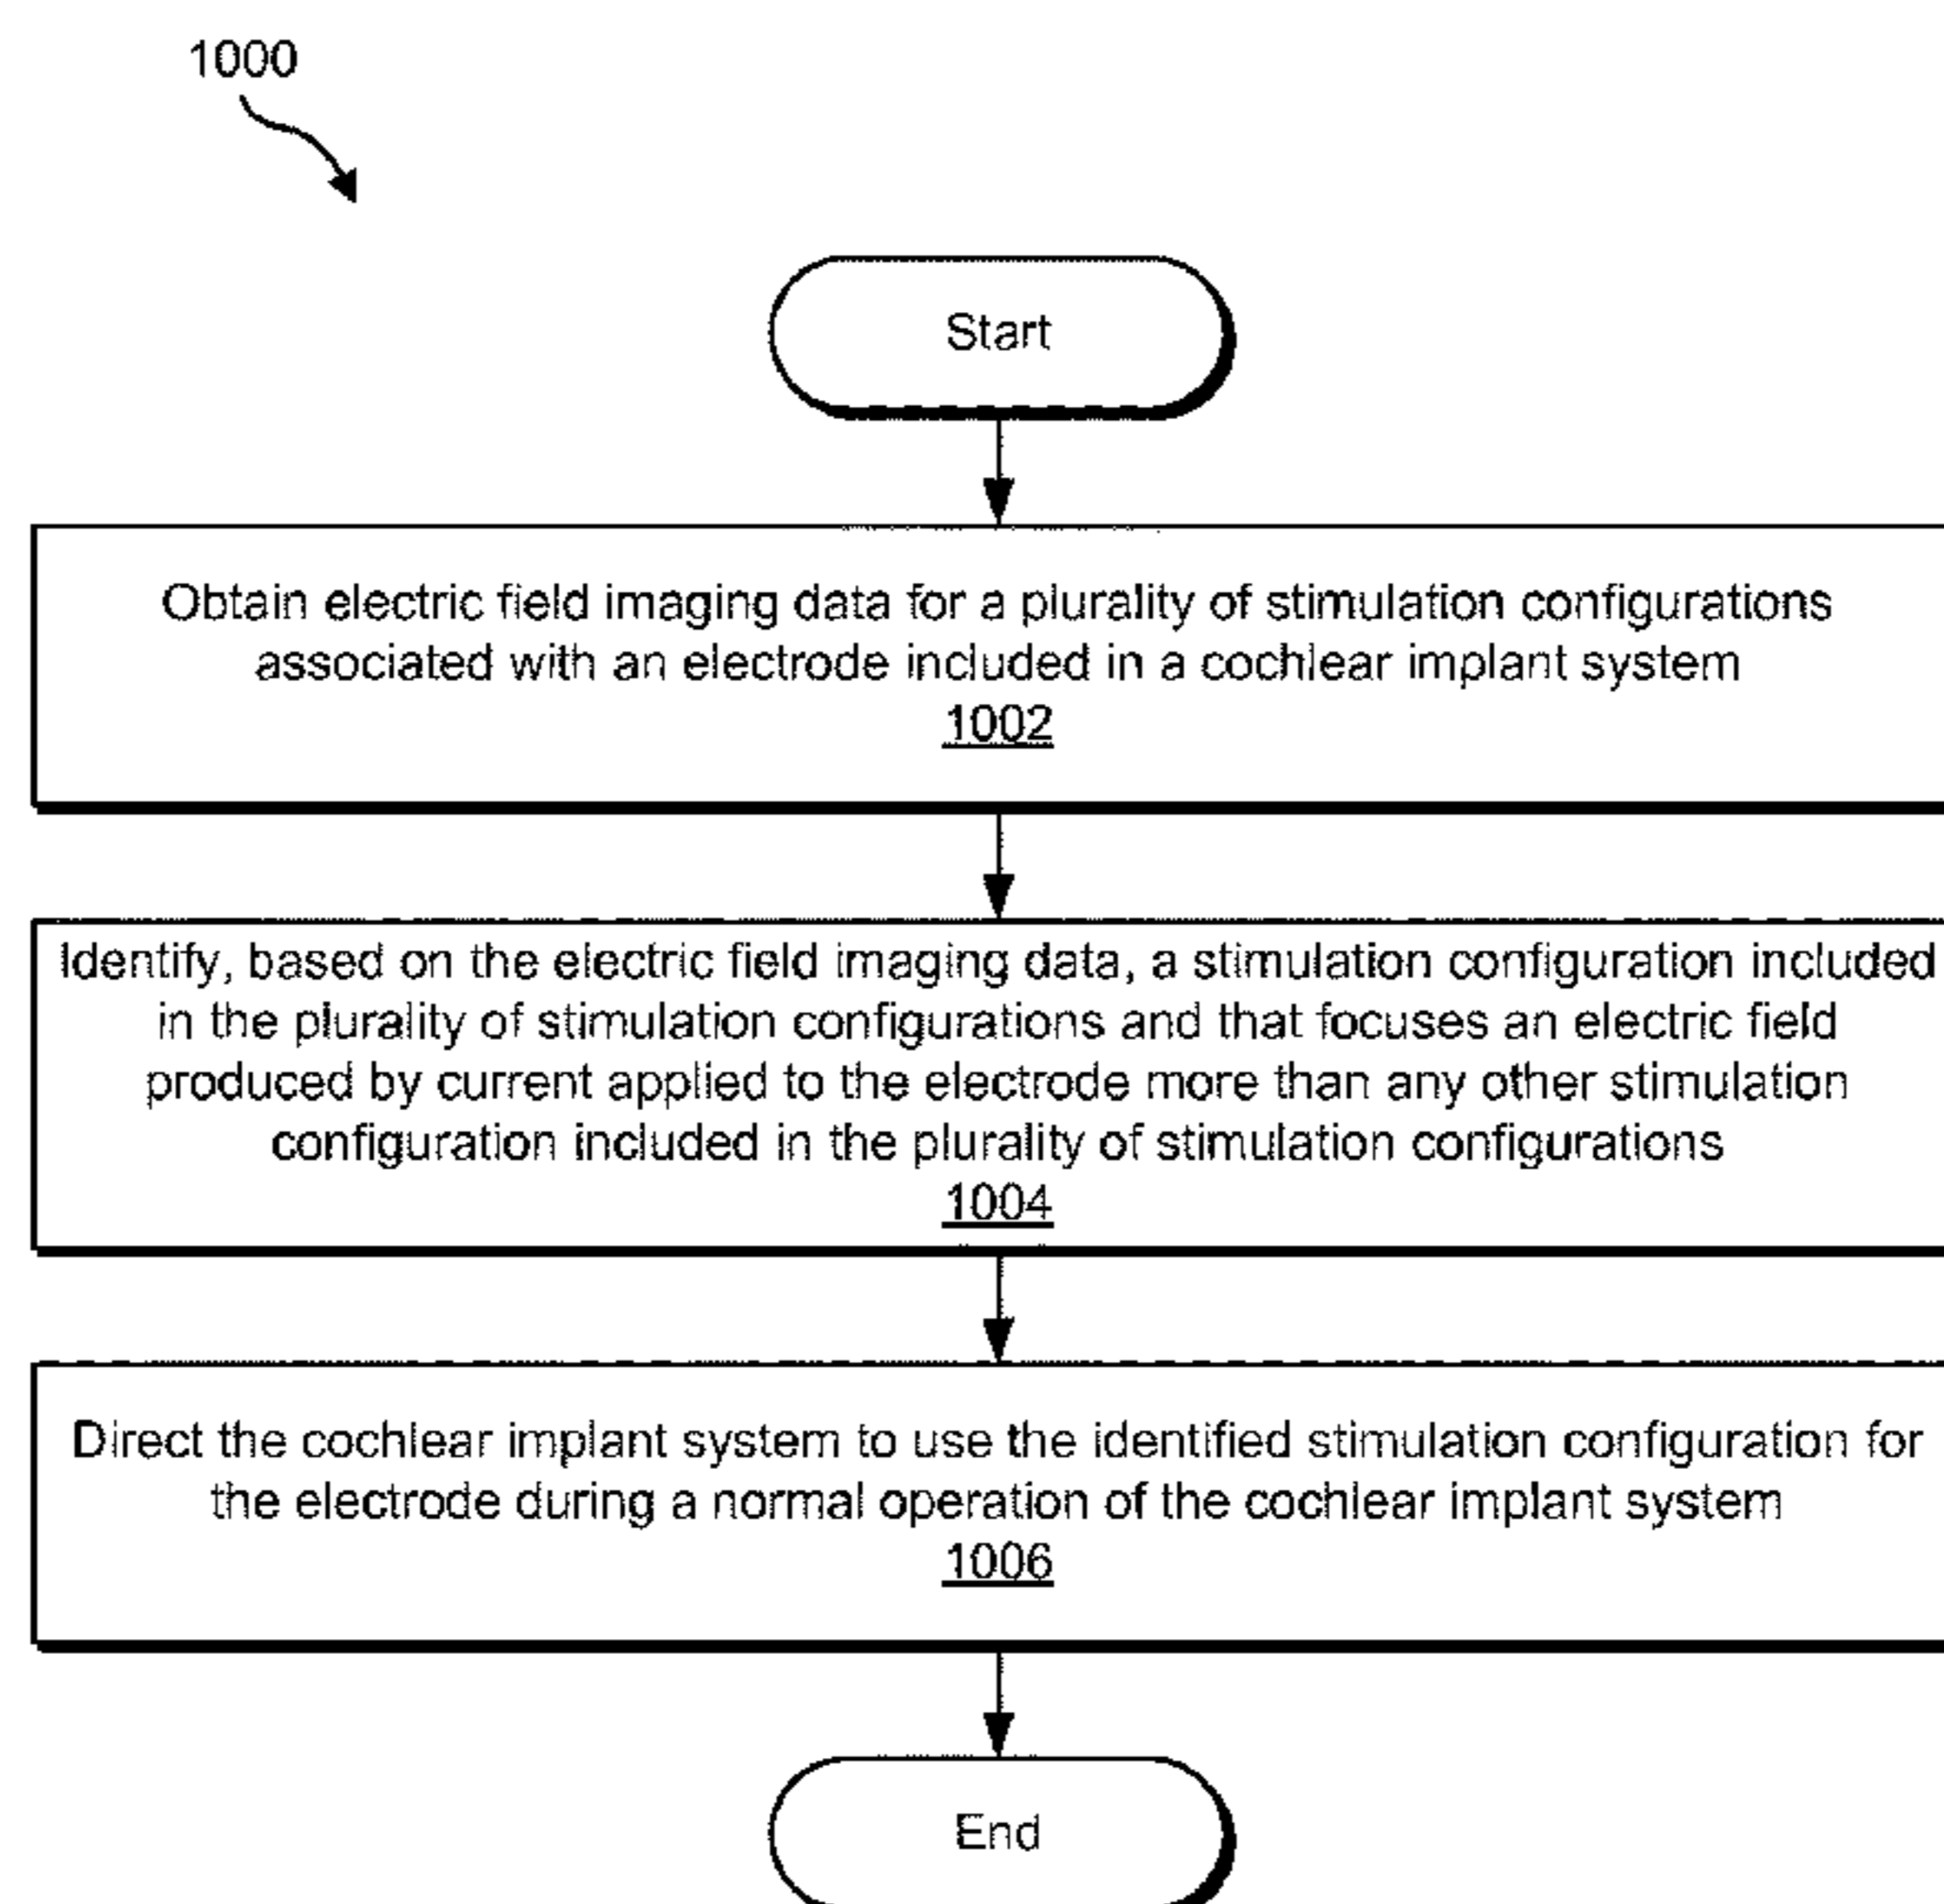 1000
Start
Obtain electric field imaging data for a plurality of stimulation configurations
associated with an electrode included in a cochlear implant system
1002
Identify, based on the electric field imaging data, a stimulation configuration included
in the plurality of stimulation configurations and that focuses an electric field
produced by current applied to the electrode more than any other stimulation
configuration included in the plurality of stimulation configurations
1004
Direct the cochlear implant system to use the identified stimulation configuration for
the electrode during a normal operation of the cochlear implant system
1006
End